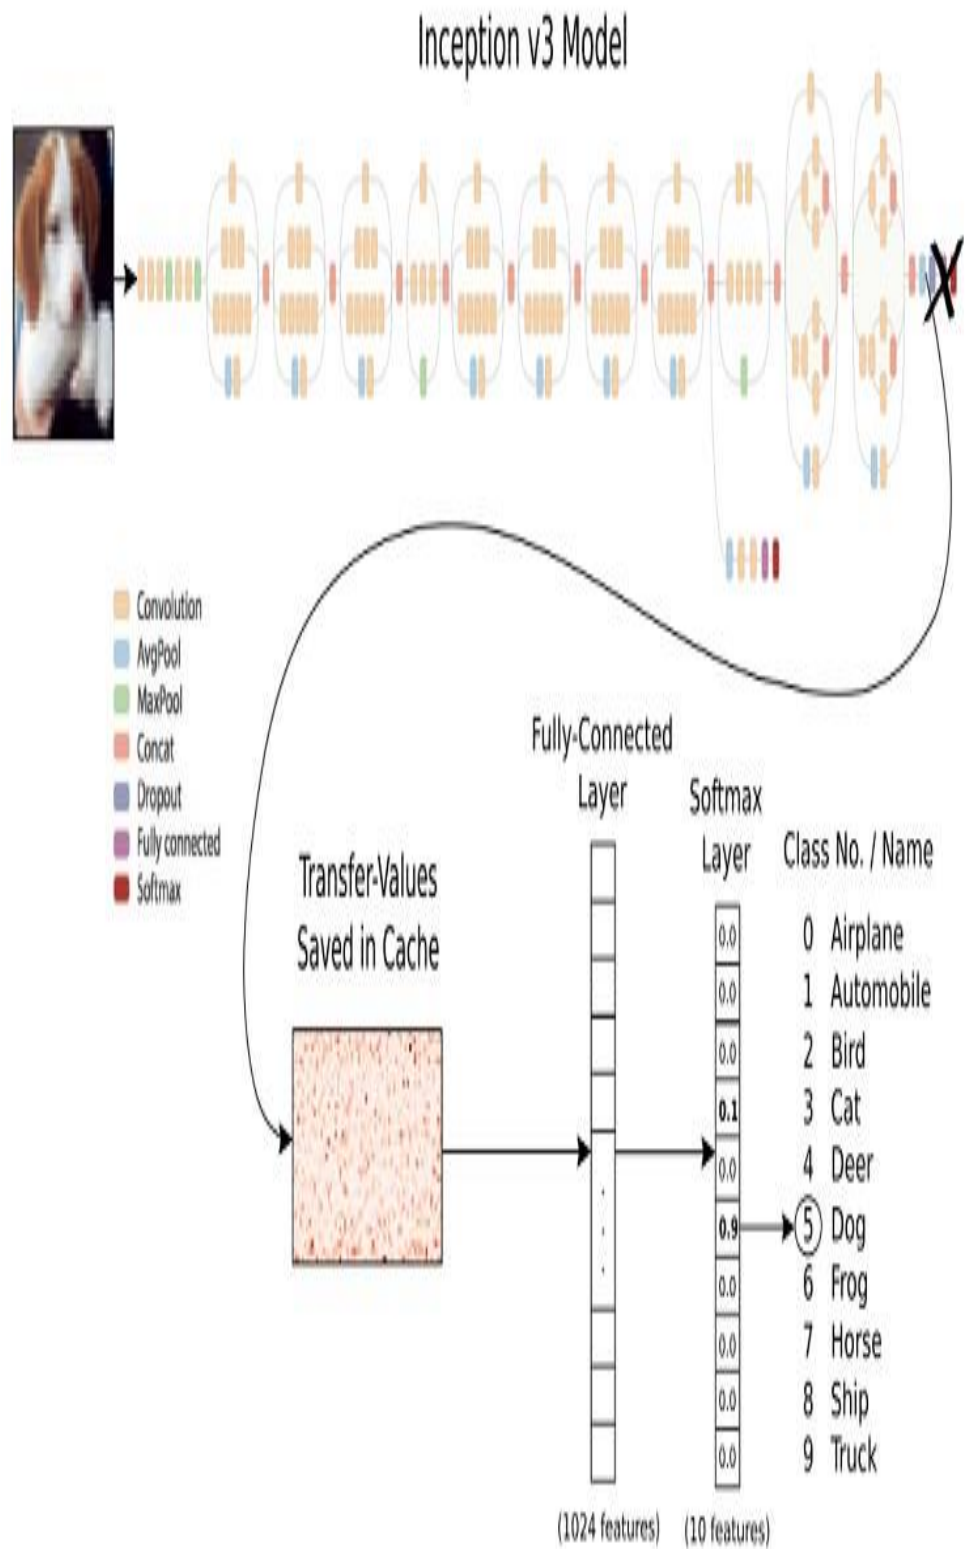 Inception v3 Model
Convolution
AvgPool
MaxPool
Concat
Dropout
Fully connected
Softmax
Transfer-Values
Saved in Cache
Fully-Connected
Layer
(1024 features)
Softmax
Layer
0.0
0.0
0.0
0.1
0.0
0.9
0.0
0.0
0.0
0.0
(10 features)
Class No. / Name
0 Airplane
1 Automobile
2 Bird
3 Cat
4 Deer
5 Dog
6 Frog
7 Horse
8 Ship
9 Truck